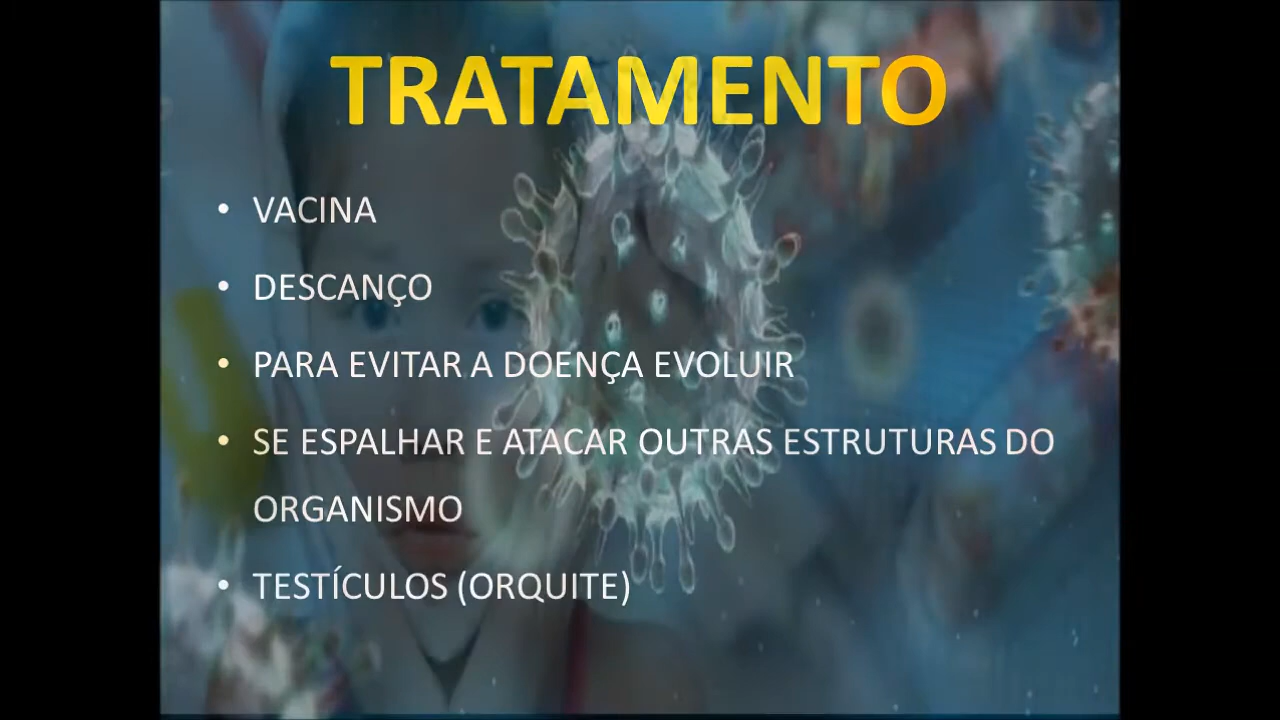 TRATAMENTO
• VACINA
• DESCANÇO
• PARA EVITAR A DOENÇA EVOLUIR
• SE ESPALHAR E ATACAR OUTRAS ESTRUTURAS DO
ORGANISMO
• TESTÍCULOS (ORQUITE)